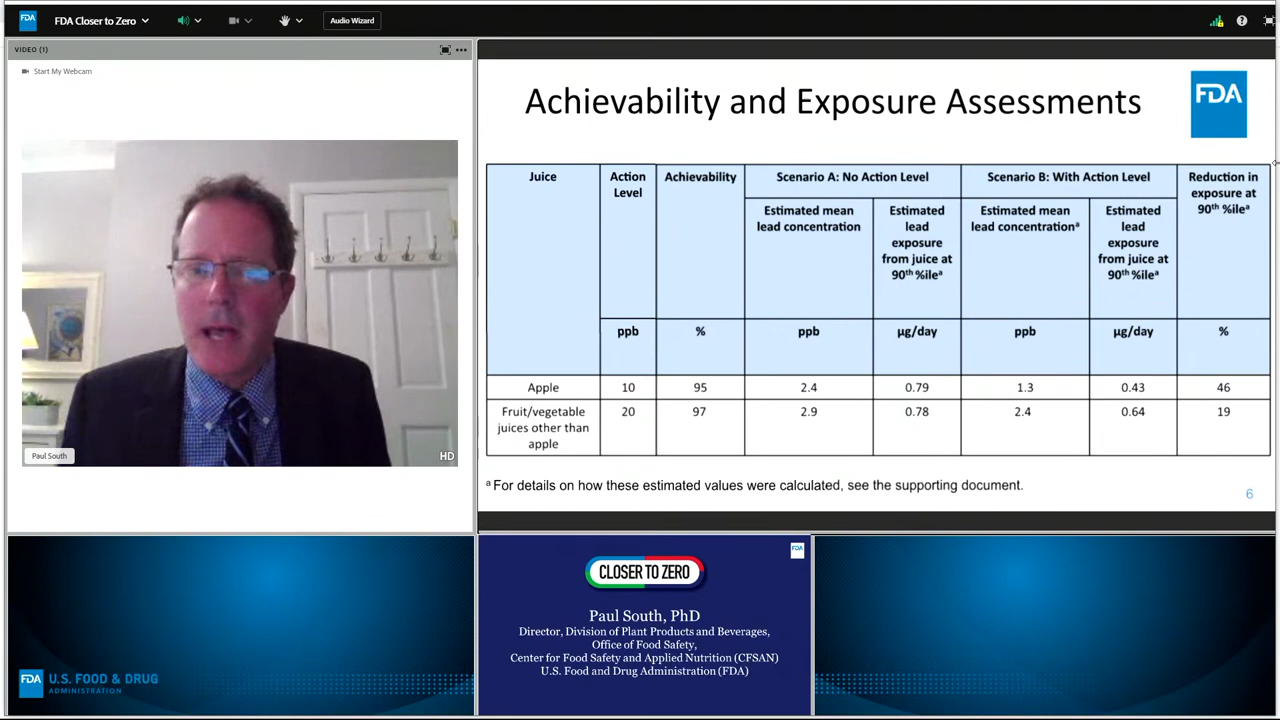 FDA
FDA Closer to Zero
Audio Wizard
VIDEO (1)
Start My Webcam
Paul South
HD
Achievability and Exposure Assessments
FDA
Juice
Action
Level
Achievability
Scenario A: No Action Level
Scenario B: With Action Level
Reduction in
exposure at
90th %ileª
Estimated mean
lead concentration
Estimated
lead
exposure
from juice at
90th %ileª
Estimated mean
lead concentrationª
Estimated
lead
exposure
from juice at
90th %ileª
ppb
%
ppb
µg/day
ppb
µg/day
%
Apple
10
95
2.4
0.79
1.3
0.43
46
Fruit/vegetable
juices other than
apple
20
97
2.9
0.78
2.4
0.64
19
ª For details on how these estimated values were calculated, see the supporting document.
6
FDA
U.S. FOOD & DRUG
ADMINISTRATION
FDA
CLOSER TO ZERO
Paul South, PhD
Director, Division of Plant Products and Beverages,
Office of Food Safety,
Center for Food Safety and Applied Nutrition (CFSAN)
U.S. Food and Drug Administration (FDA)